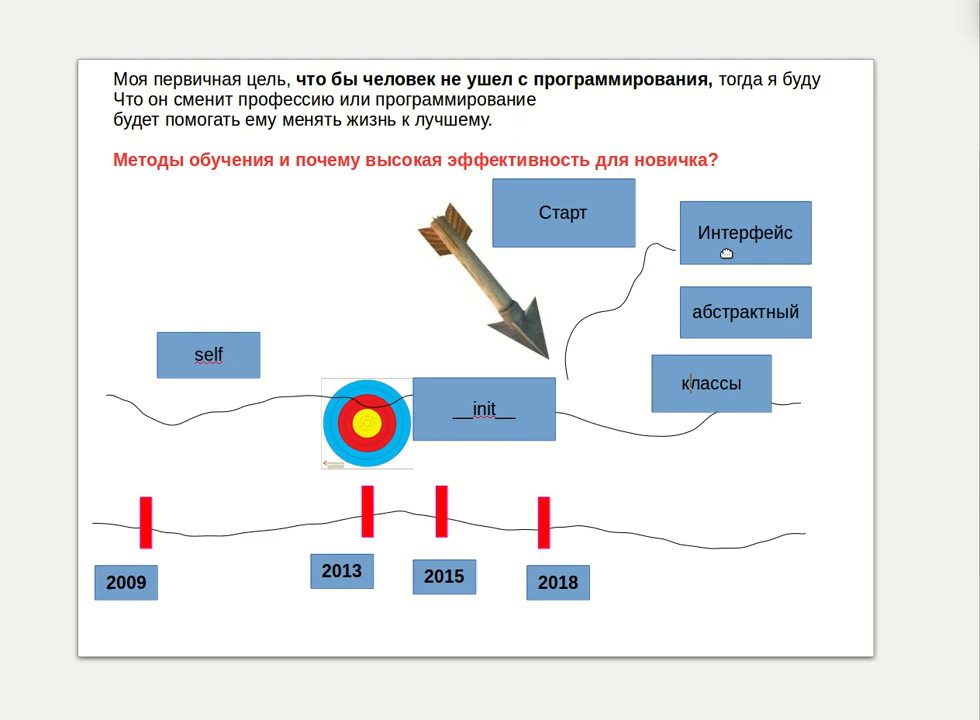 Моя первичная цель, что бы человек не ушел с программирования, тогда я буду
Что он сменит профессию или программирование
будет помогать ему менять жизнь к лучшему.
Методы обучения и почему высокая эффективность для новичка?
Старт
Интерфейс
абстрактный
self
классы
__init__
2009
2013
2015
2018